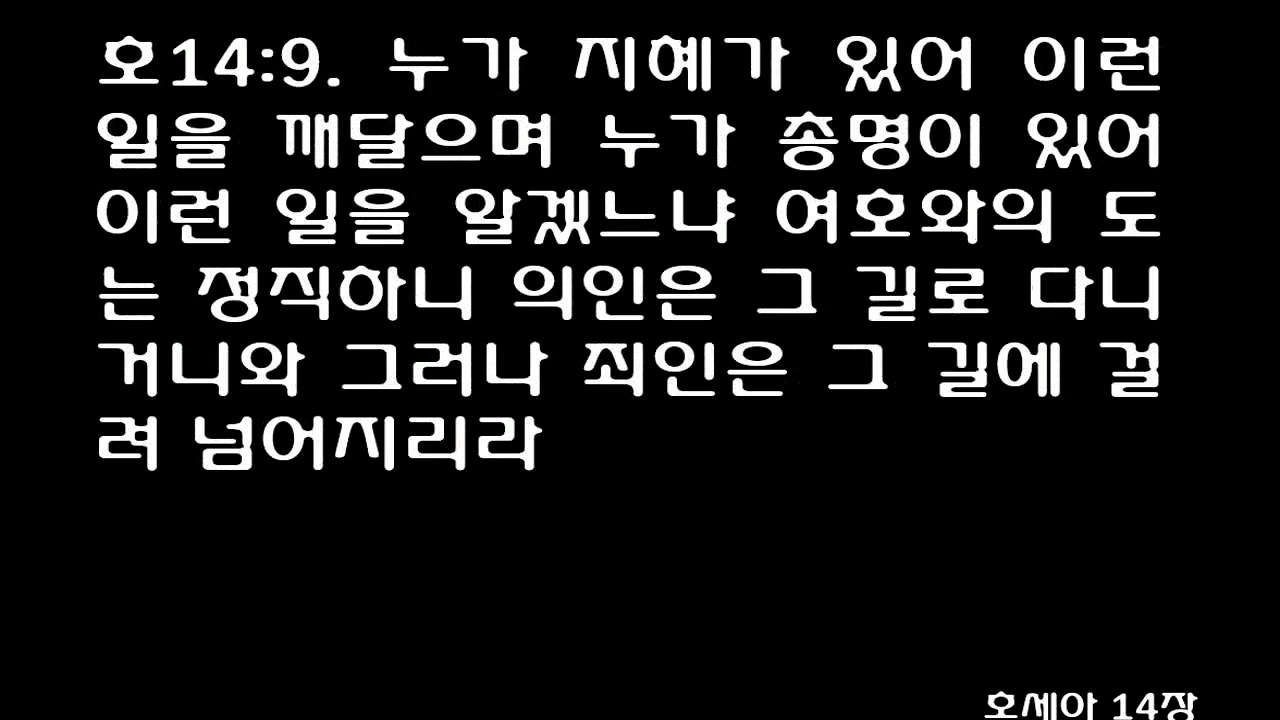 호14:9. 누가 지혜가 있어 이런
일을 깨달으며 누가 총명이 있어
이런 일을 알겠느냐 여호와의 도
는 정직하니 의인은 그 길로 다니
거니와 그러나 죄인은 그 길에 걸
려 넘어지리라
호세아 14장